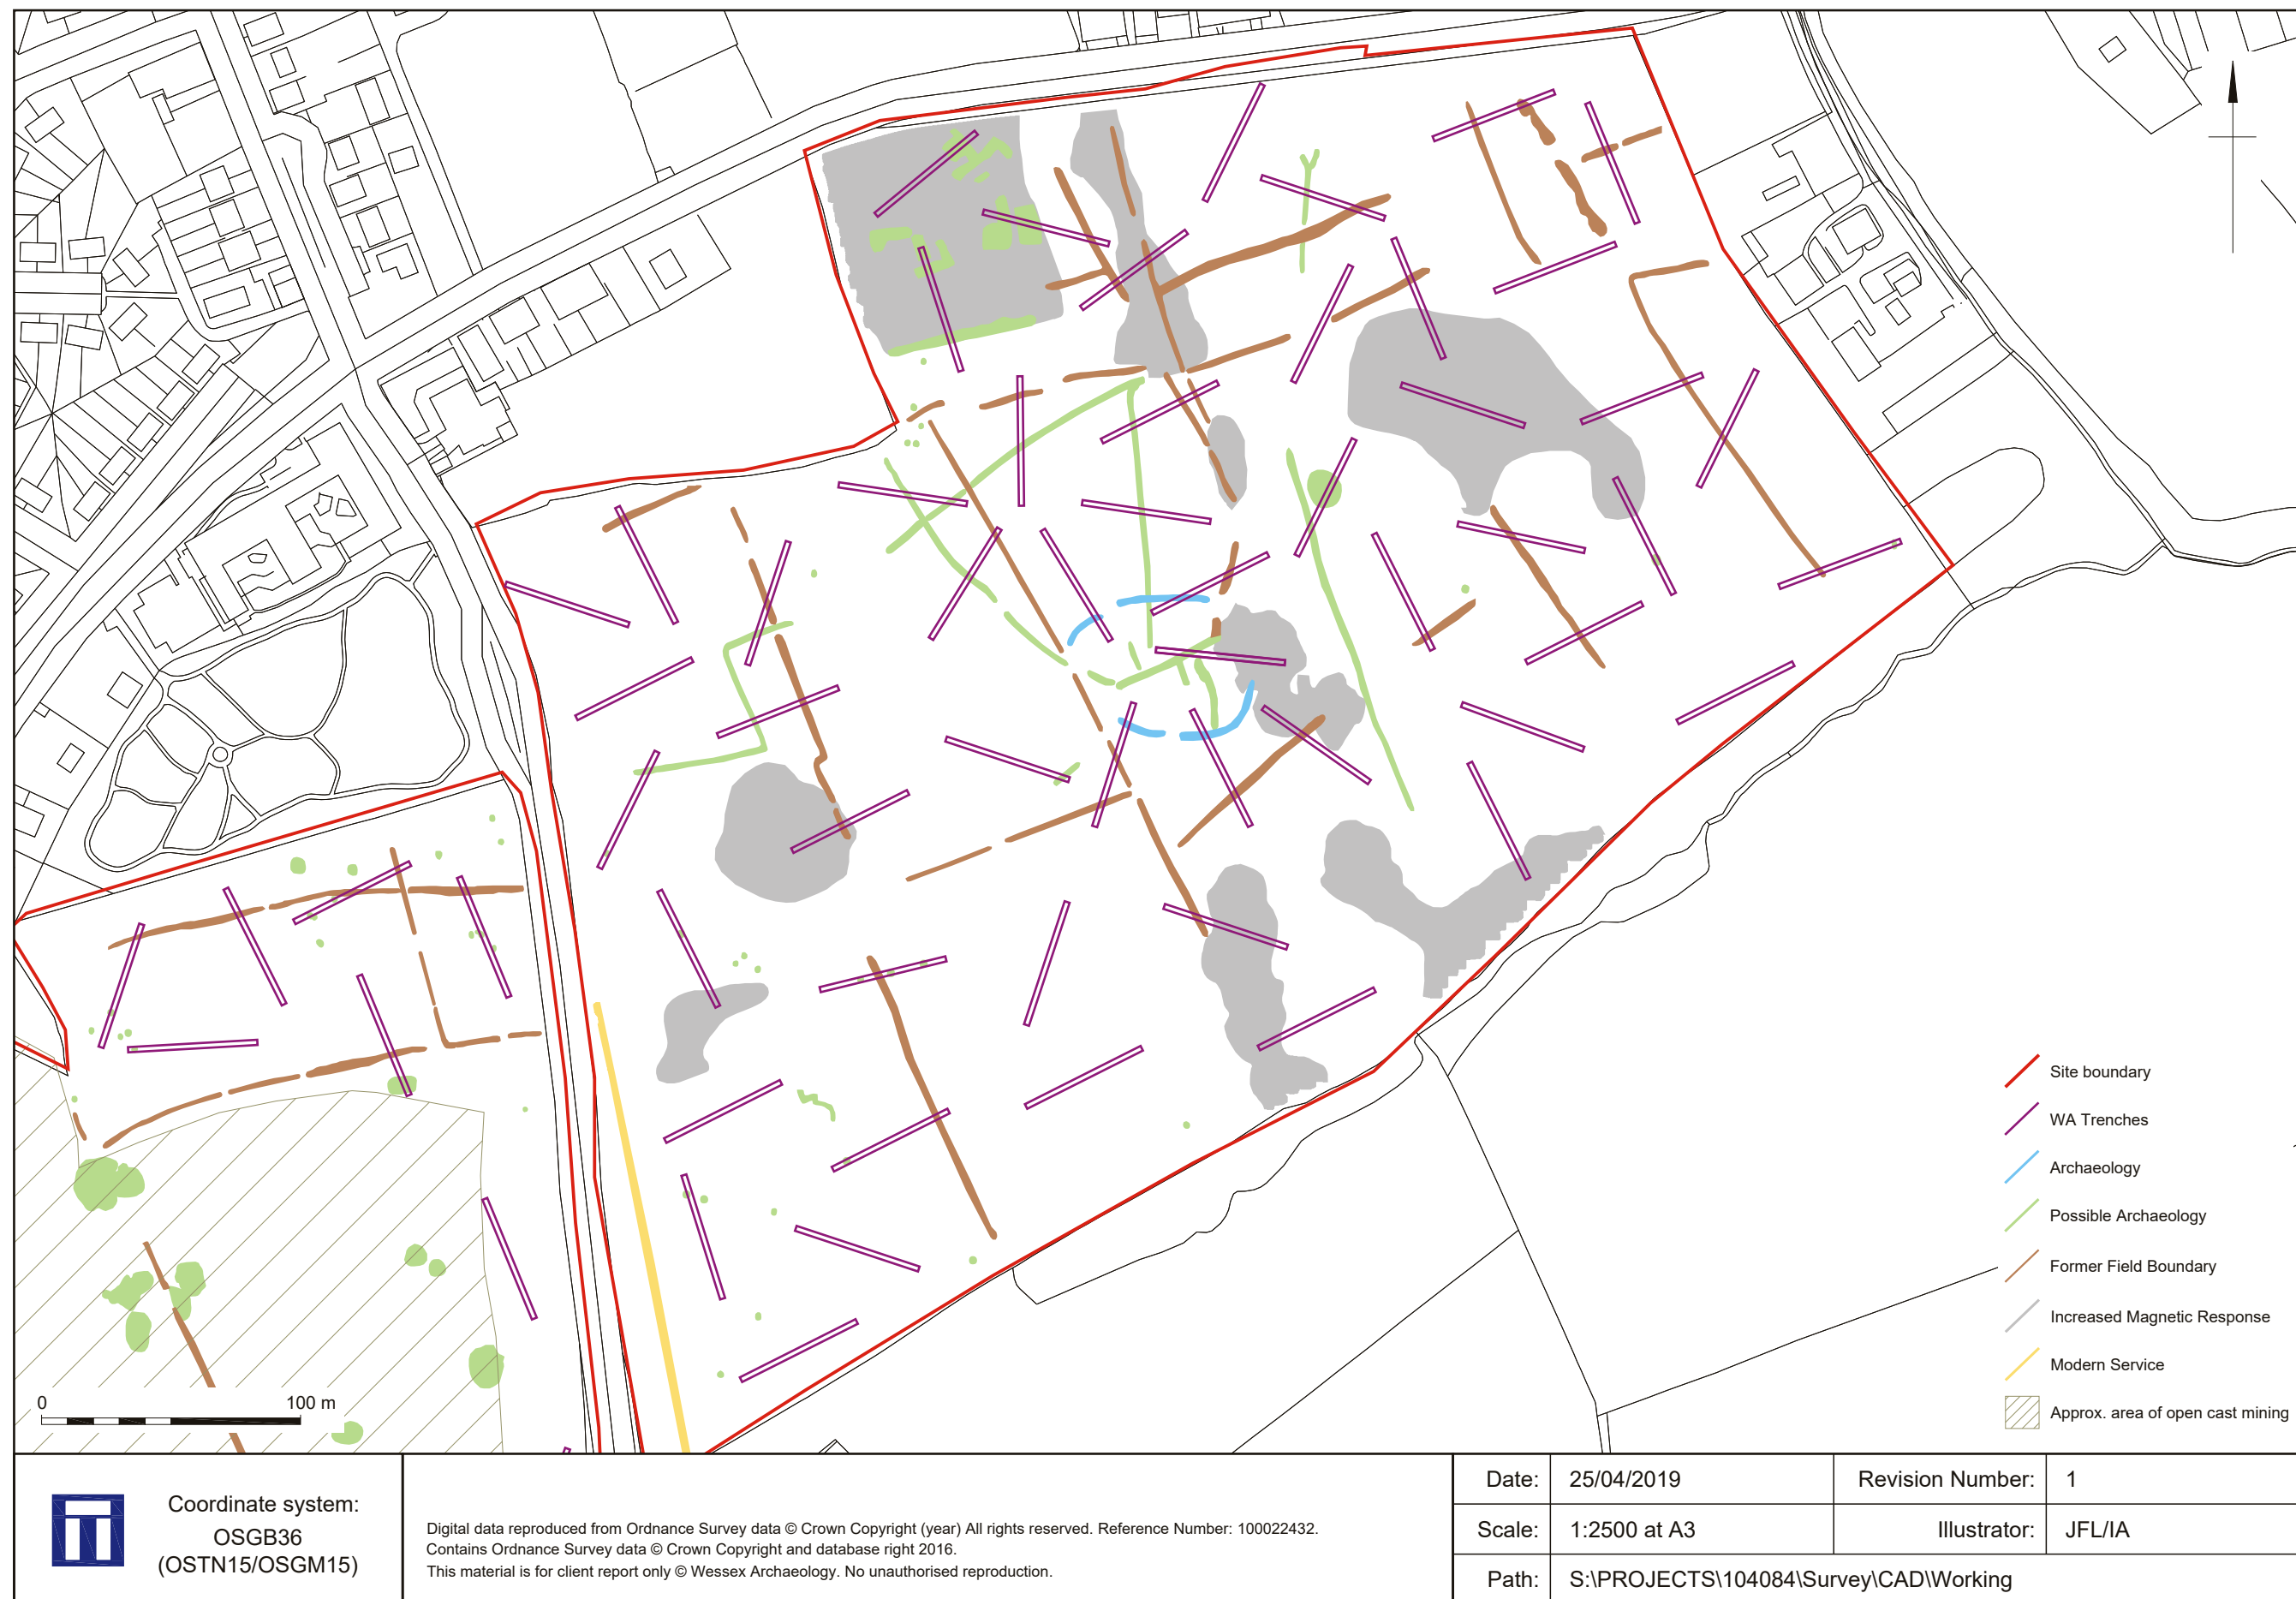 Site boundary
WA Trenches
Archaeology
Possible Archaeology
Former Field Boundary
Increased Magnetic Response
Modern Service
Approx. area of open cast mining
0 100 m
Coordinate system:
OSGB36
(OSTN15/OSGM15)
Digital data reproduced from Ordnance Survey data © Crown Copyright (year) All rights reserved. Reference Number: 100022432.
Contains Ordnance Survey data © Crown Copyright and database right 2016.
This material is for client report only © Wessex Archaeology. No unauthorised reproduction.
Date: 25/04/2019 Revision Number: 1
Scale: 1:2500 at A3 Illustrator: JFL/IA
Path: S:\PROJECTS\104084\Survey\CAD\Working